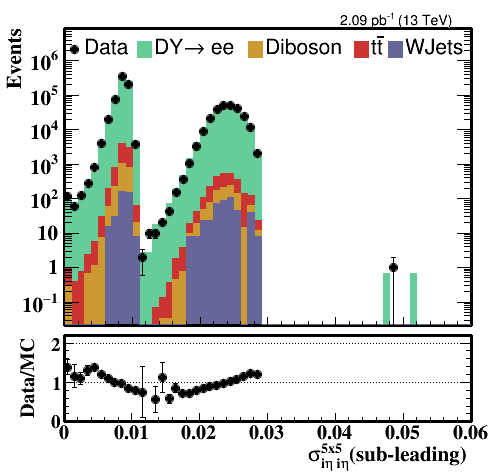 2.09 pb⁻¹ (13 TeV)
Events
Data DY→ ee Diboson tt̄ WJets
10⁶
10⁵
10⁴
10³
10²
10
1
10⁻¹
Data/MC
2
1
0
0 0.01 0.02 0.03 0.04 0.05 0.06
σ⁵ˣ⁵iη iη (sub-leading)